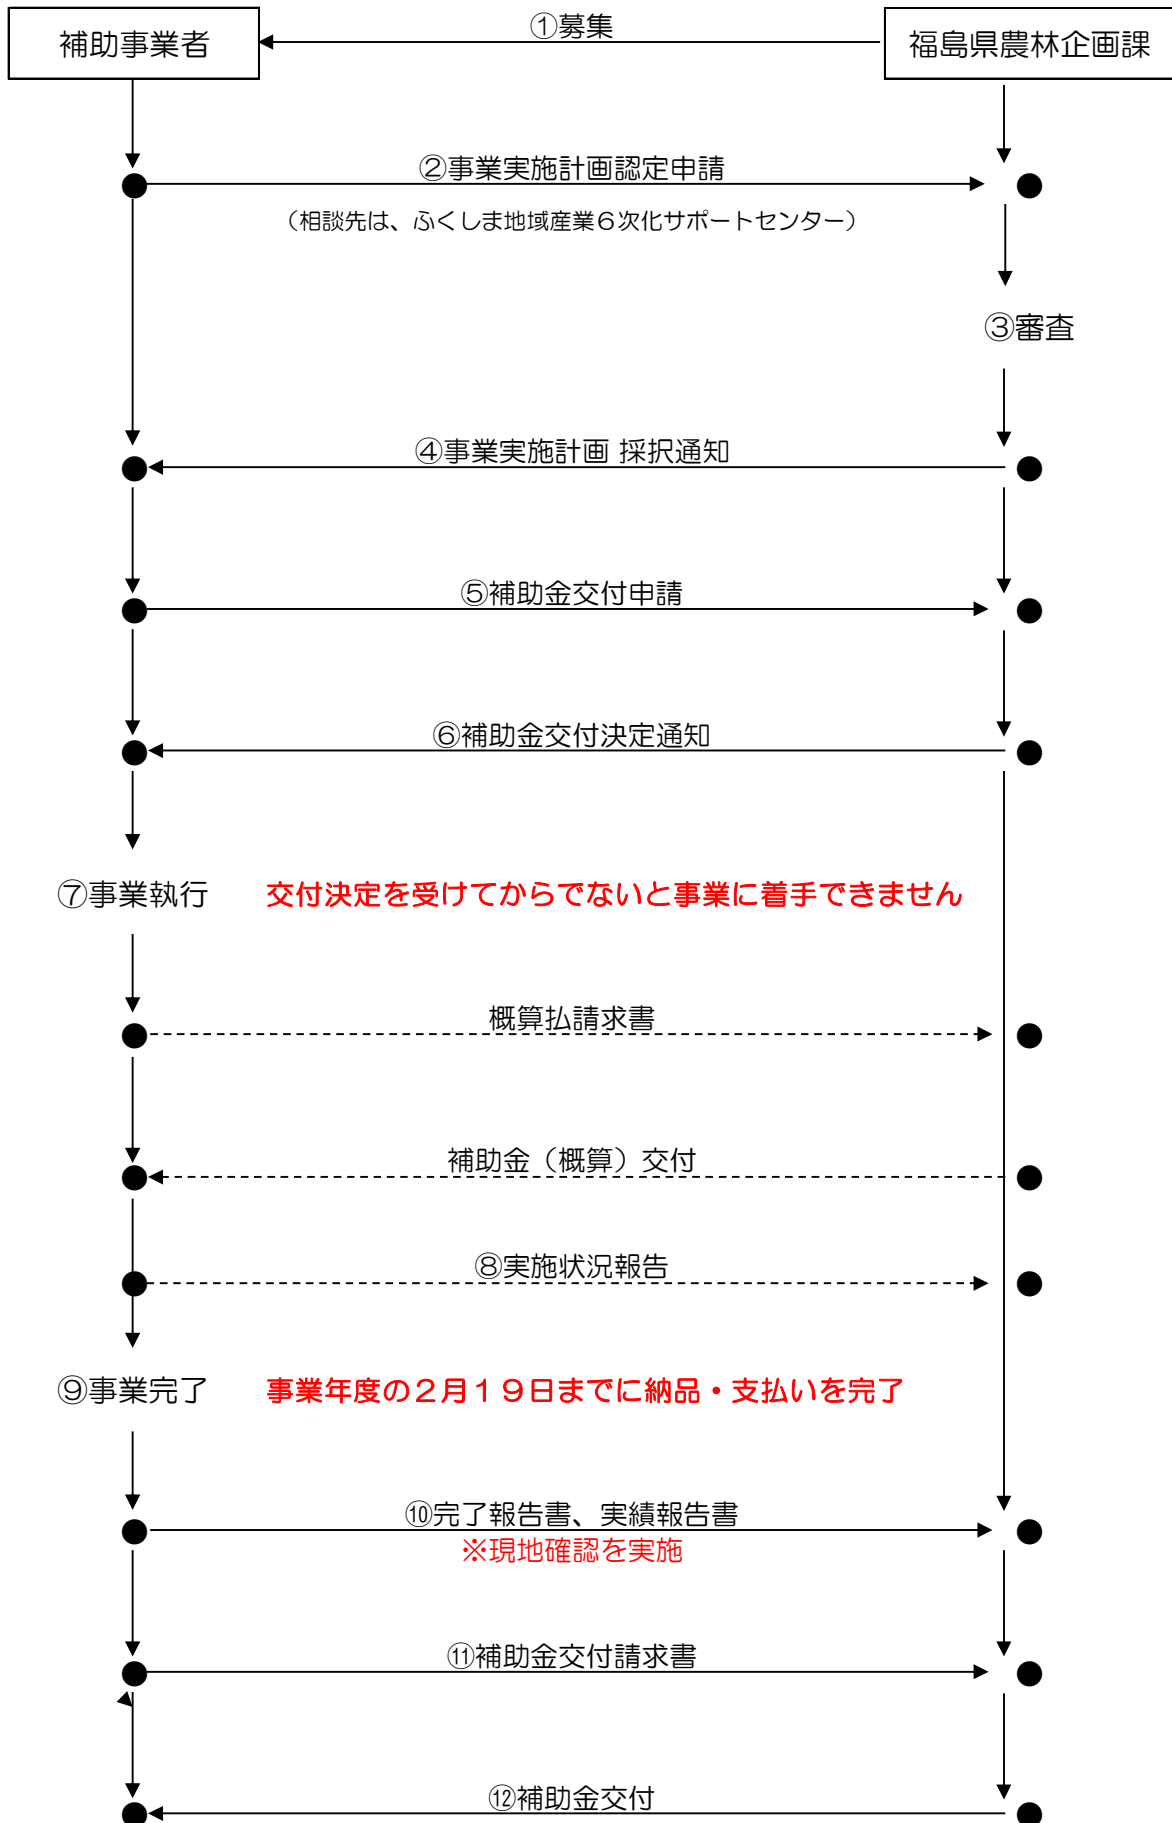 補助事業者
①募集
福島県農林企画課
②事業実施計画認定申請
（相談先は、ふくしま地域産業６次化サポートセンター）
③審査
④事業実施計画 採択通知
⑤補助金交付申請
⑥補助金交付決定通知
⑦事業執行
交付決定を受けてからでないと事業に着手できません
概算払請求書
補助金（概算）交付
⑧実施状況報告
⑨事業完了
事業年度の２月１９日までに納品・支払いを完了
⑩完了報告書、実績報告書
※現地確認を実施
⑪補助金交付請求書
⑫補助金交付